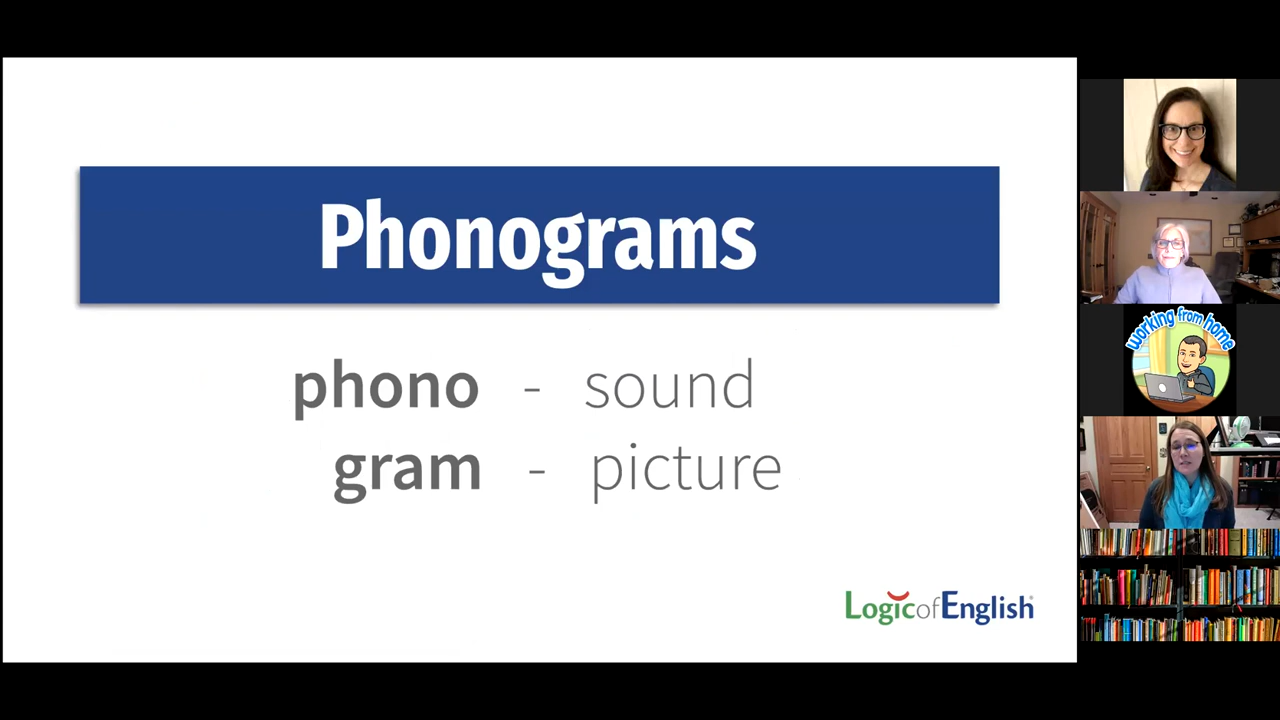 Phonograms
phono - sound
gram - picture
LogicofEnglish®
working from home